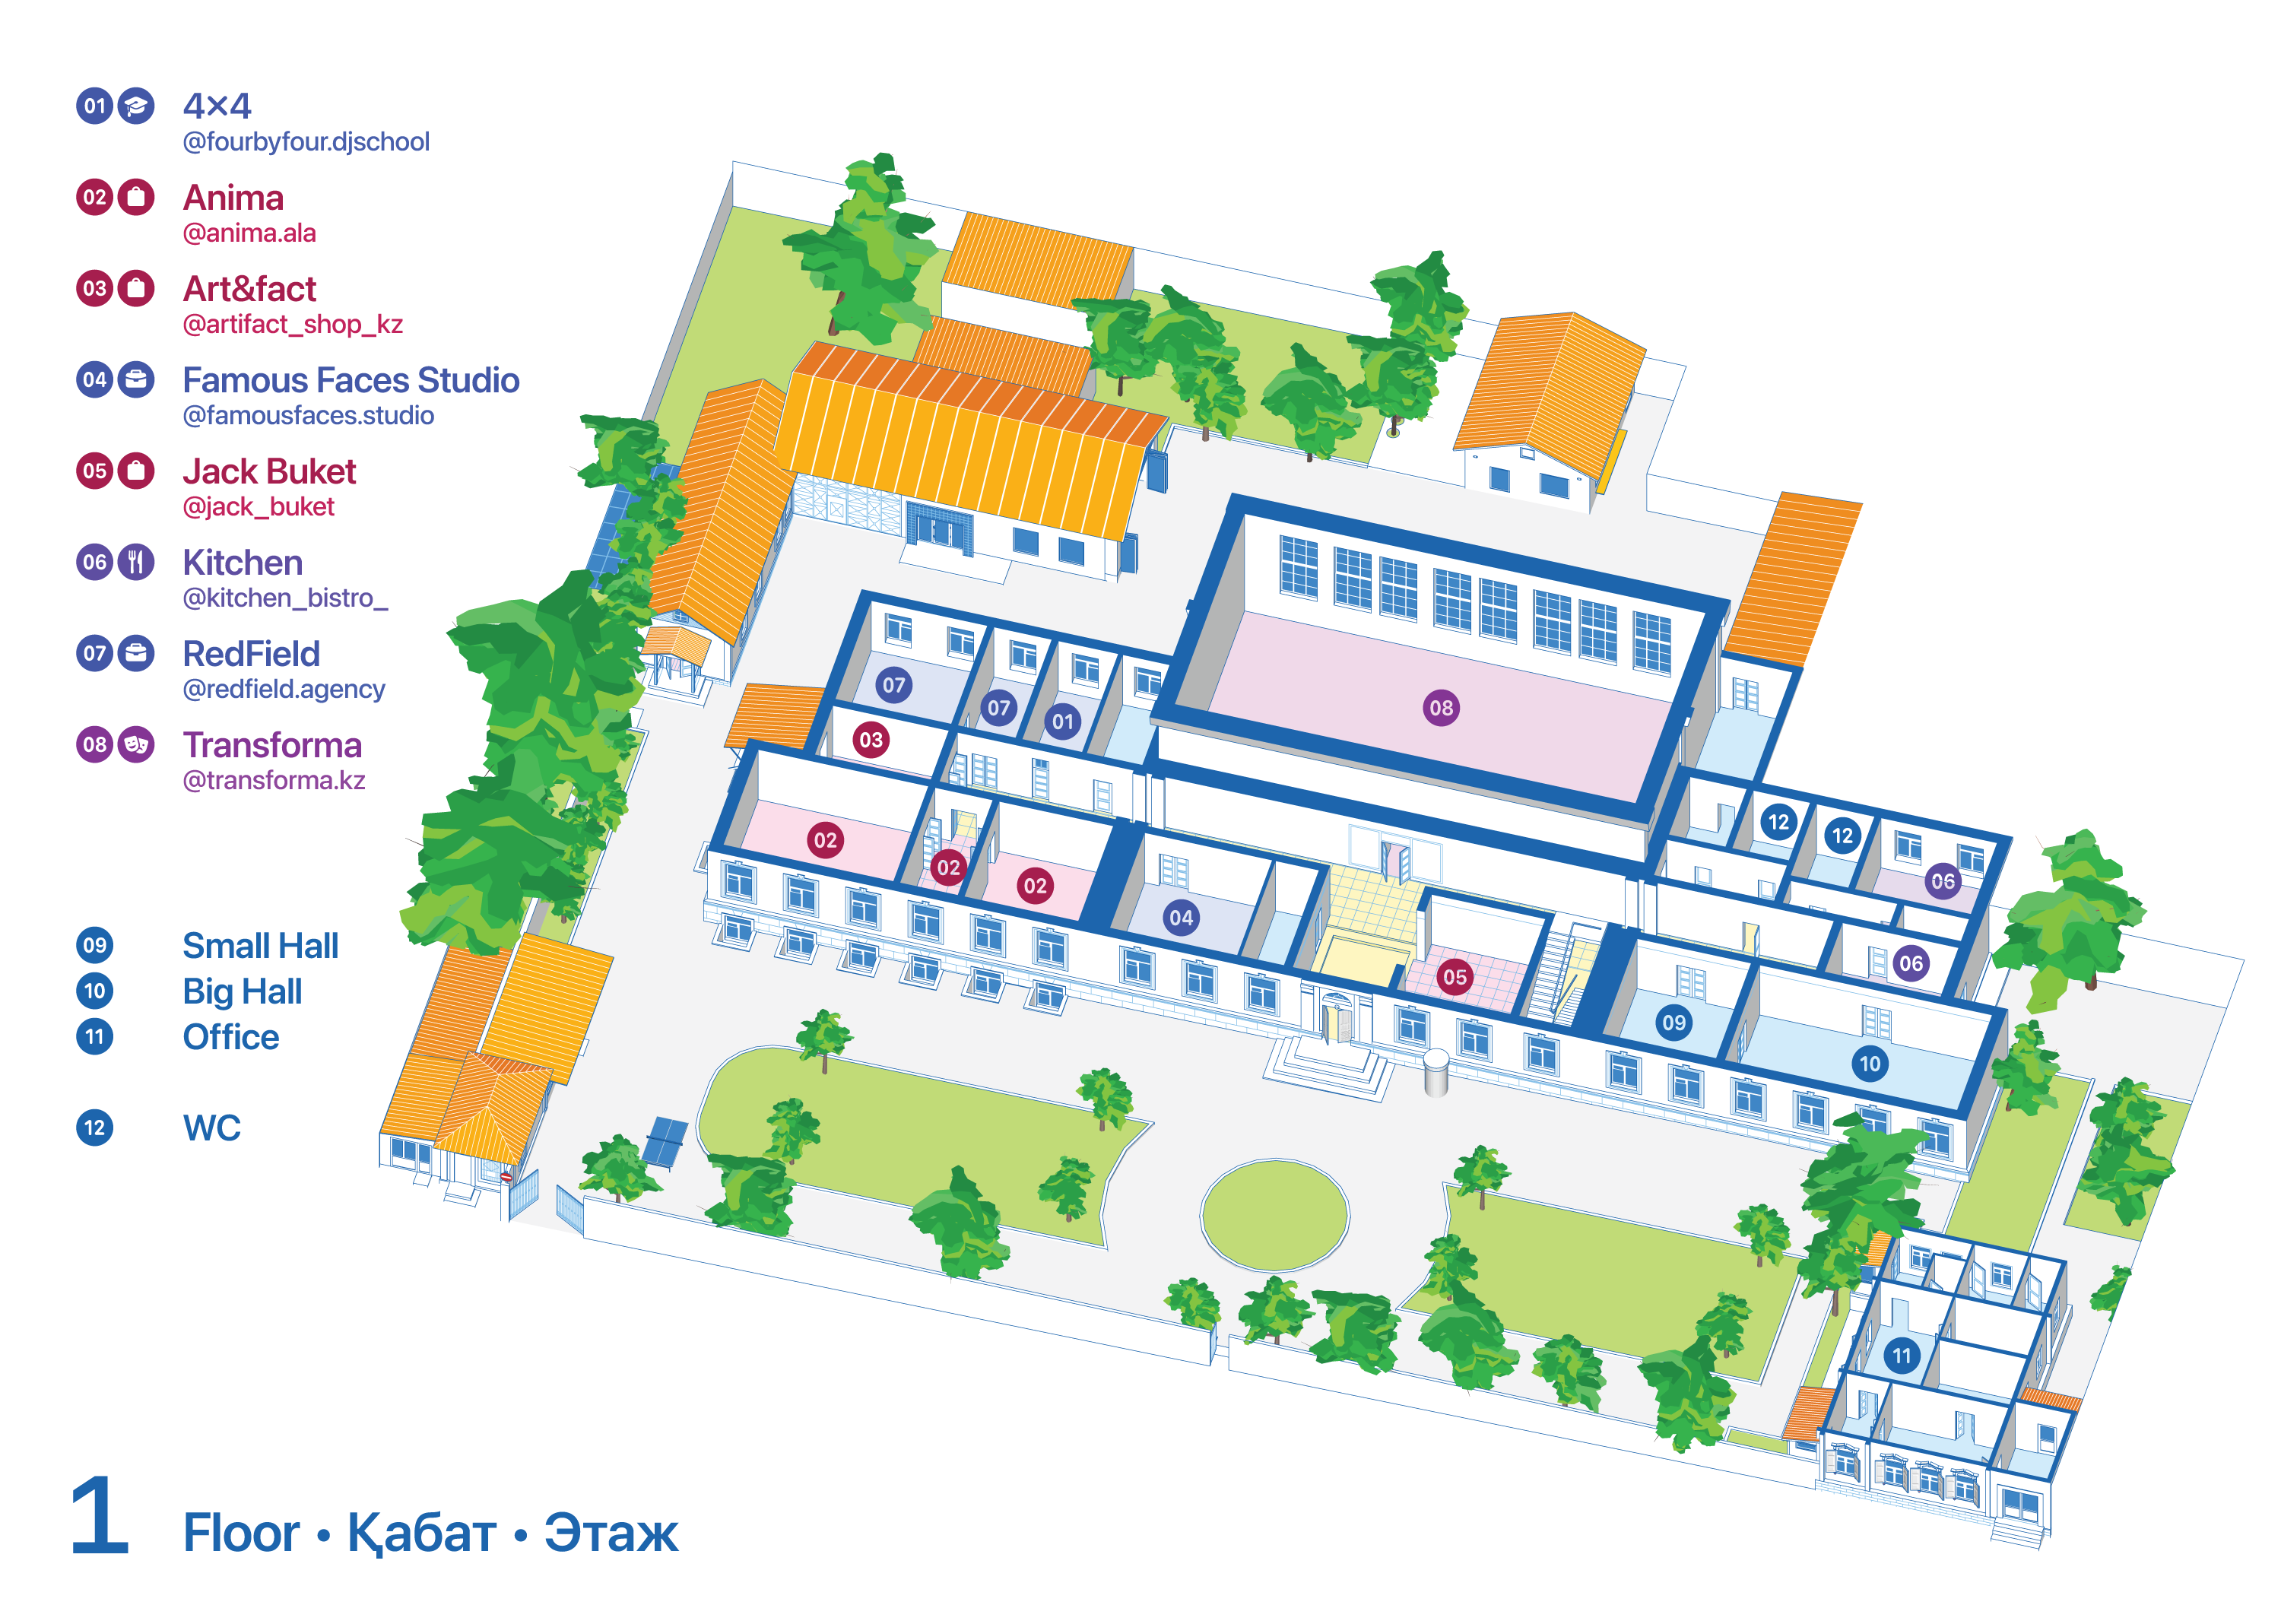 01 4×4
@fourbyfour.djschool
02 Anima
@anima.ala
03 Art&fact
@artifact_shop_kz
04 Famous Faces Studio
@famousfaces.studio
05 Jack Buket
@jack_buket
06 Kitchen
@kitchen_bistro_
07 RedField
@redfield.agency
08 Transforma
@transforma.kz
09 Small Hall
10 Big Hall
11 Office
12 WC
07
07
01
08
03
02
02
02
04
05
12
12
06
06
09
10
11
1 Floor • Қабат • Этаж